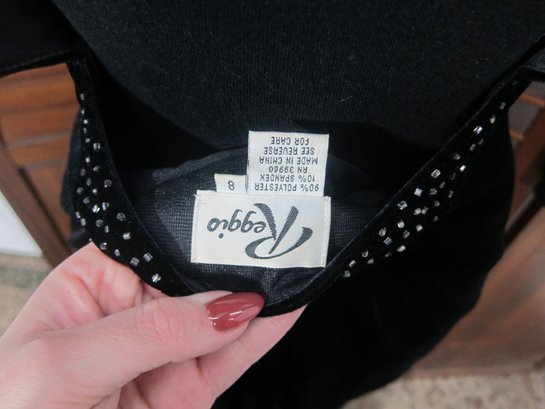 90% POLYESTER
10% SPANDEX
RN 39960
MADE IN CHINA
SEE REVERSE
FOR CARE
8
Reggio